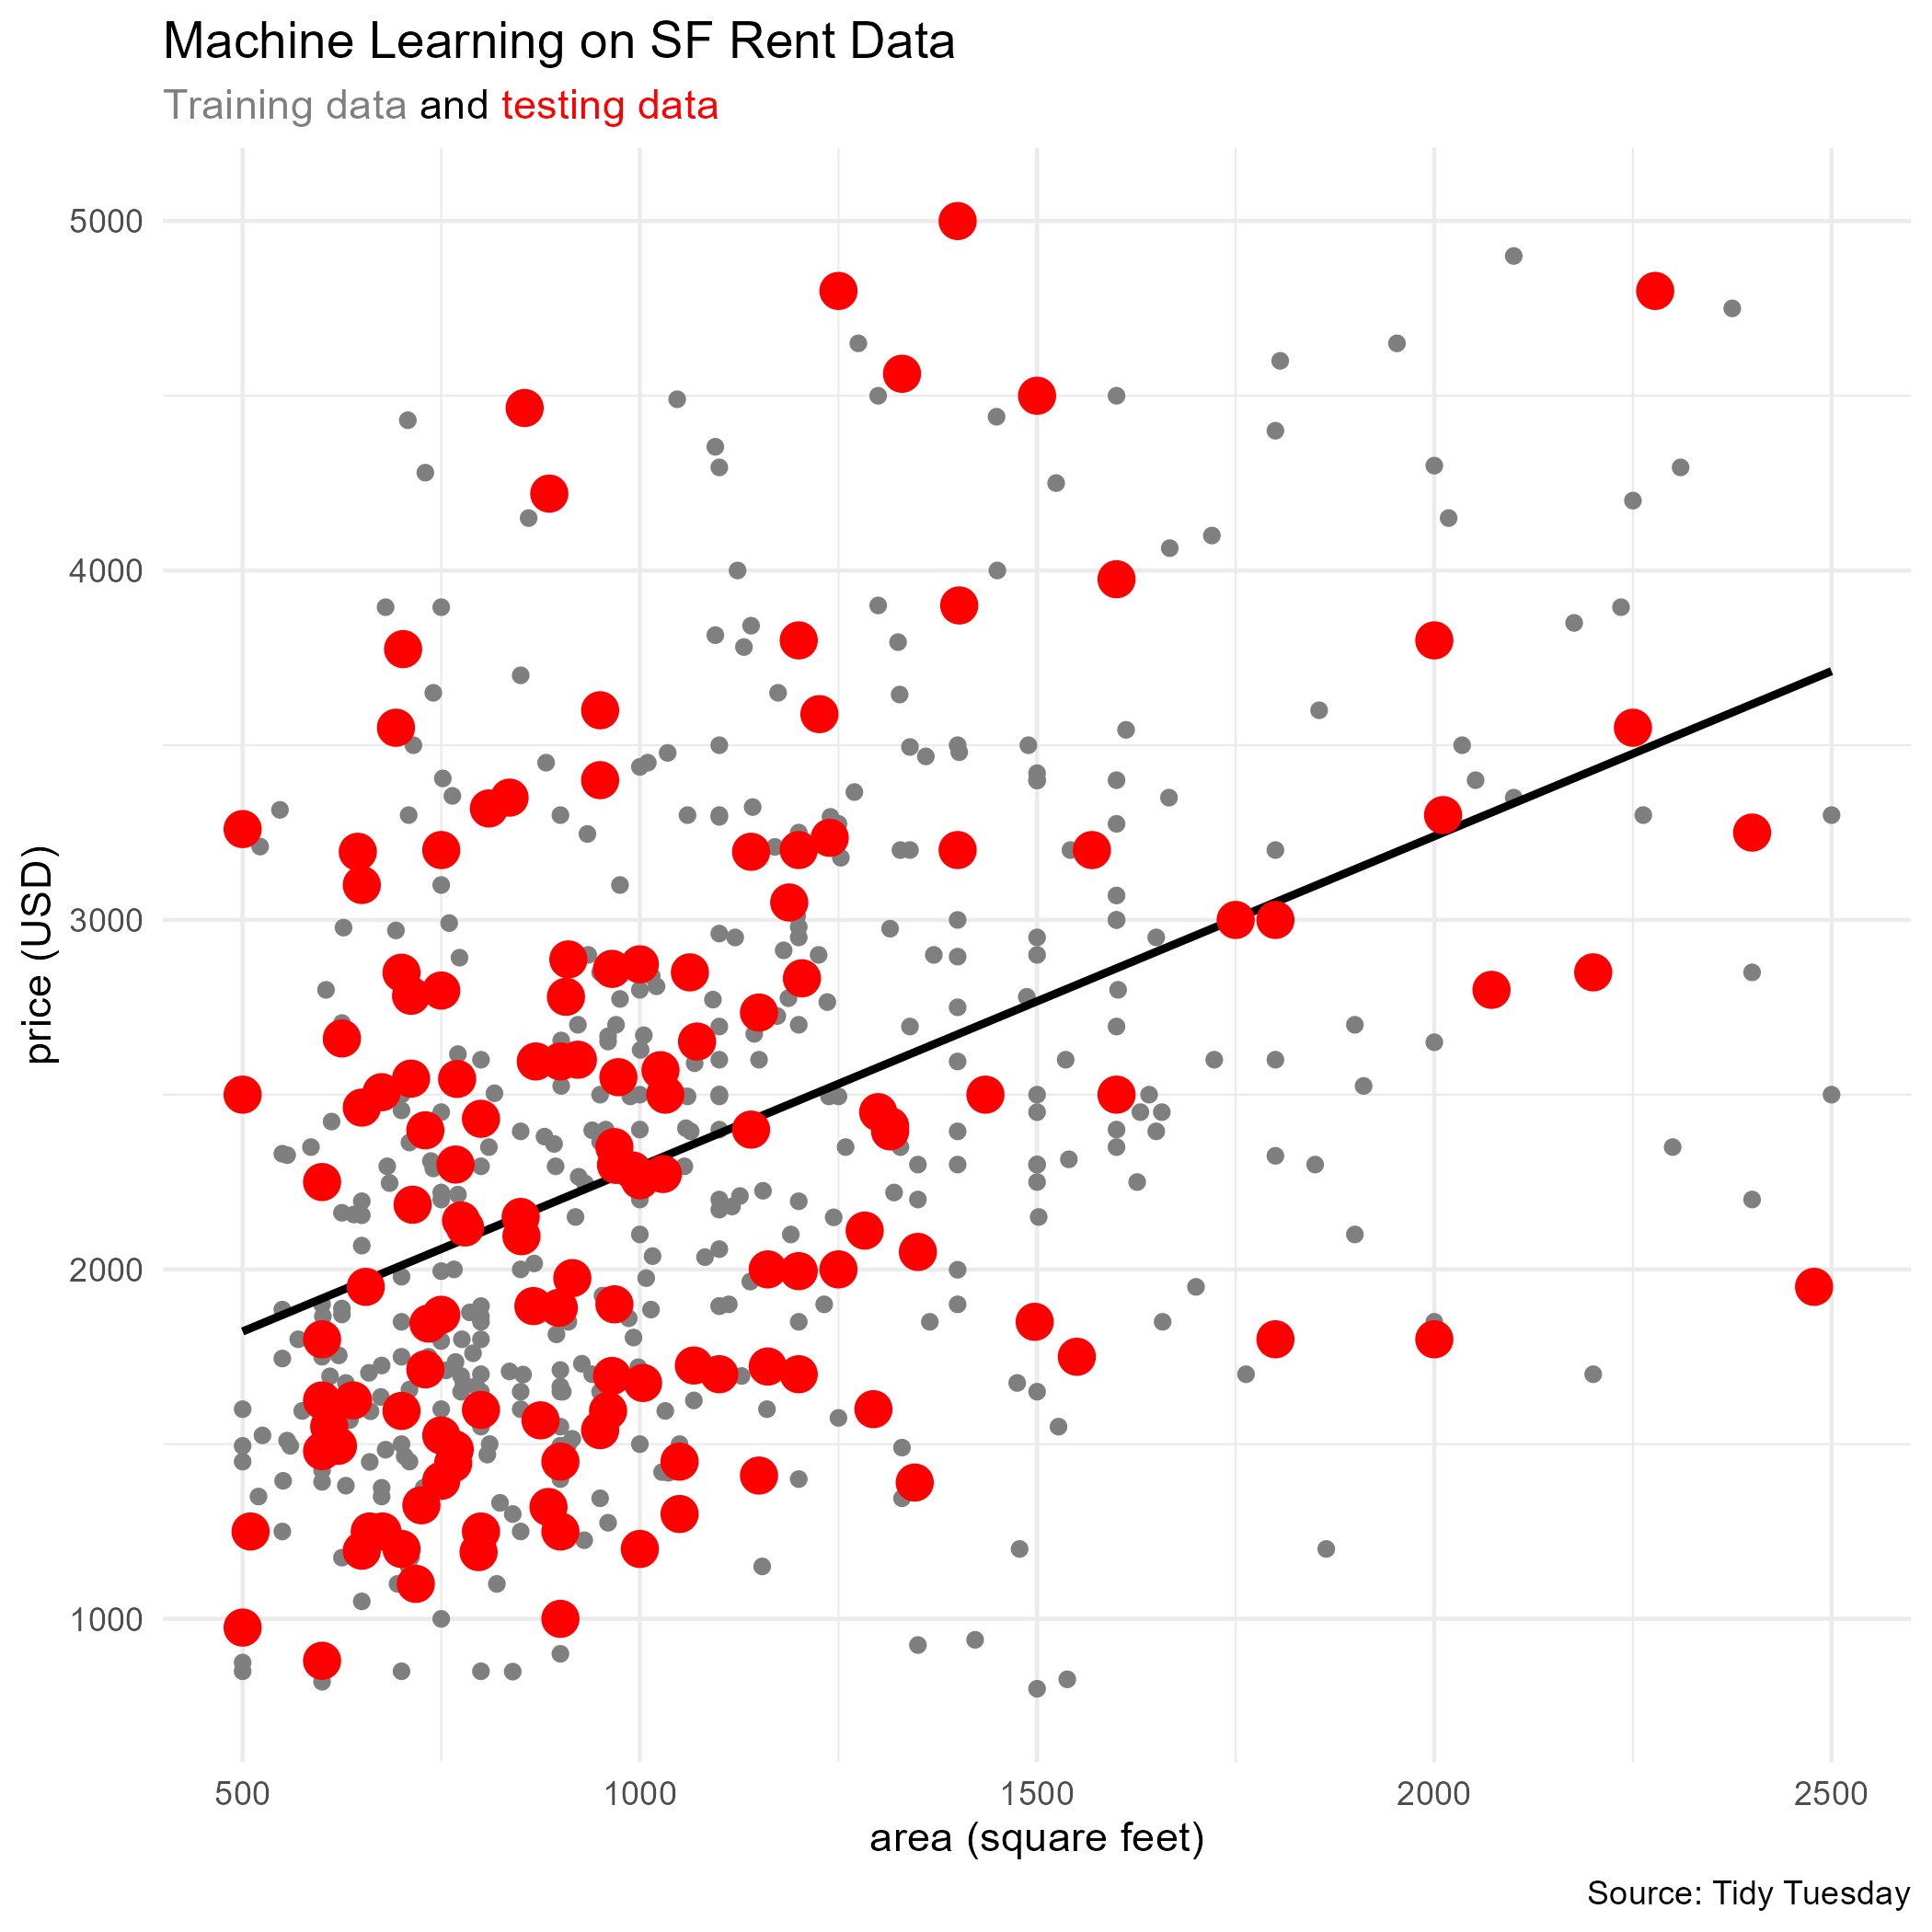 Machine Learning on SF Rent Data
Training data and testing data
5000
4000
3000
2000
1000
price (USD)
500 1000 1500 2000 2500
area (square feet)
Source: Tidy Tuesday